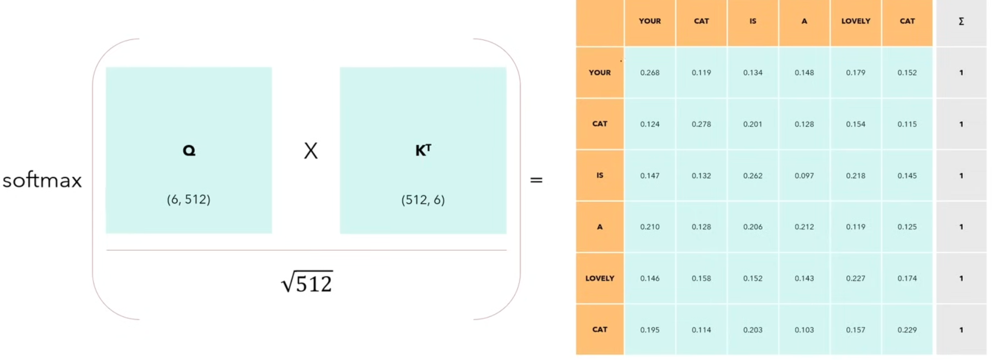 softmax
Q
(6, 512)
X
Kᵀ
(512, 6)
√512
=
YOUR CAT IS A LOVELY CAT Σ
YOUR 0.268 0.119 0.134 0.148 0.179 0.152 1
CAT 0.124 0.278 0.201 0.128 0.154 0.115 1
IS 0.147 0.132 0.262 0.097 0.218 0.145 1
A 0.210 0.128 0.206 0.212 0.119 0.125 1
LOVELY 0.146 0.158 0.152 0.143 0.227 0.174 1
CAT 0.195 0.114 0.203 0.103 0.157 0.229 1